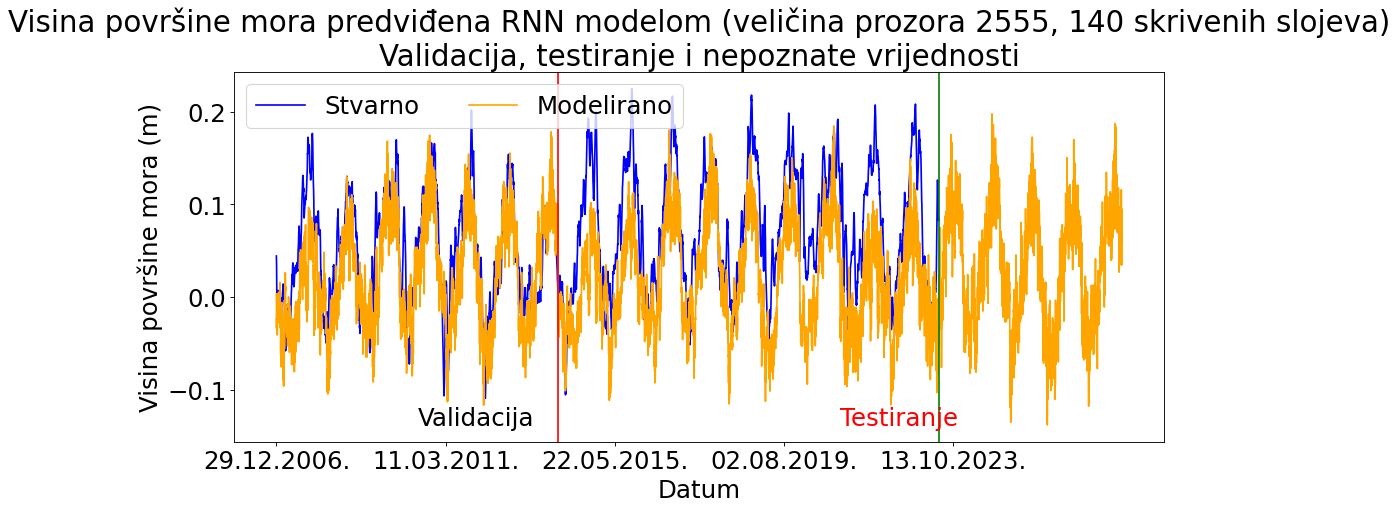 Visina površine mora predviđena RNN modelom (veličina prozora 2555, 140 skrivenih slojeva)
Validacija, testiranje i nepoznate vrijednosti
Stvarno Modelirano
Visina površine mora (m)
0.2
0.1
0.0
−0.1
Validacija Testiranje
29.12.2006. 11.03.2011. 22.05.2015. 02.08.2019. 13.10.2023.
Datum